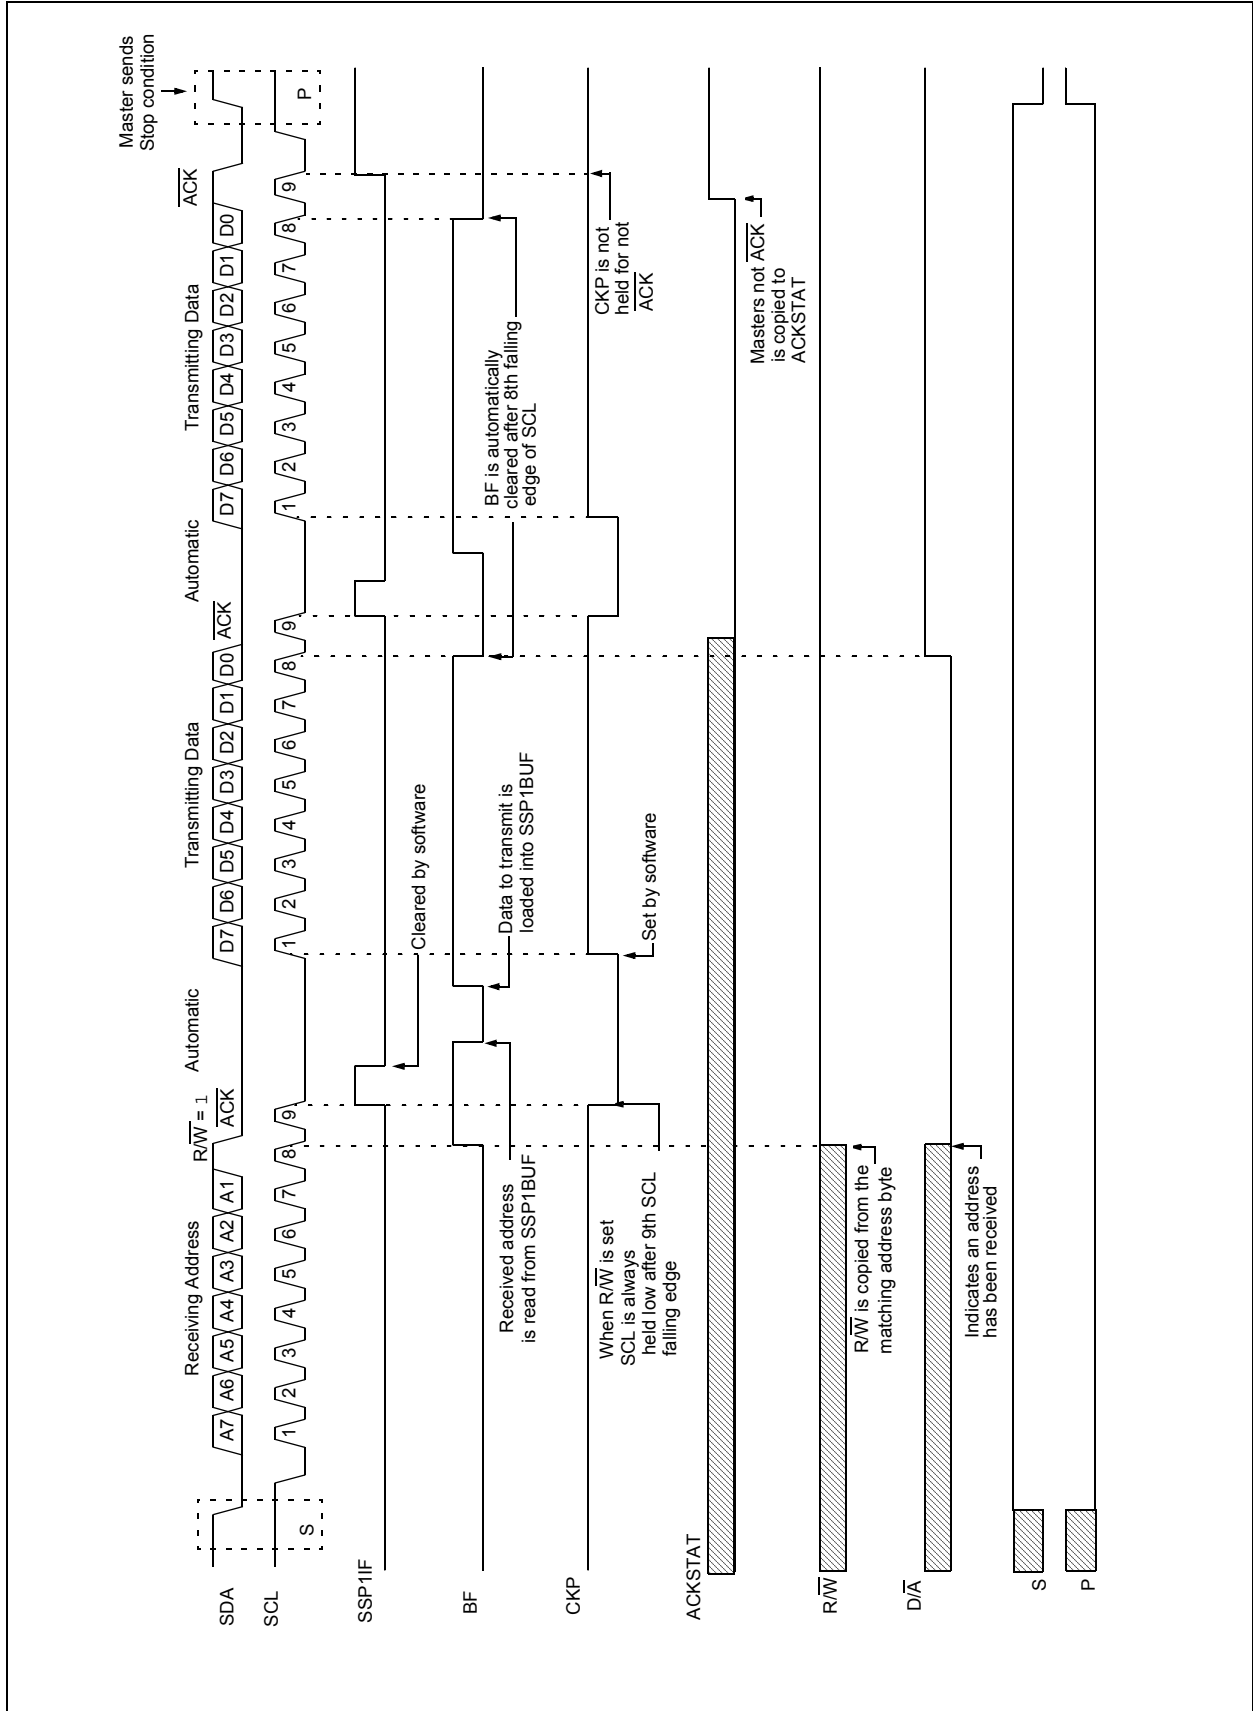 Master sends
Stop condition
Receiving Address
R/W = 1
ACK
Automatic
Transmitting Data
ACK
Automatic
Transmitting Data
ACK
SDA
A7 A6 A5 A4 A3 A2 A1
D7 D6 D5 D4 D3 D2 D1 D0
D7 D6 D5 D4 D3 D2 D1 D0
SCL
S
1 2 3 4 5 6 7 8 9
1 2 3 4 5 6 7 8 9
1 2 3 4 5 6 7 8 9
P
SSP1IF
Cleared by software
BF
Received address
is read from SSP1BUF
Data to transmit is
loaded into SSP1BUF
BF is automatically
cleared after 8th falling
edge of SCL
CKP
When R/W is set
SCL is always
held low after 9th SCL
falling edge
Set by software
CKP is not
held for not
ACK
ACKSTAT
Masters not ACK
is copied to
ACKSTAT
R/W
R/W is copied from the
matching address byte
D/A
Indicates an address
has been received
S
P